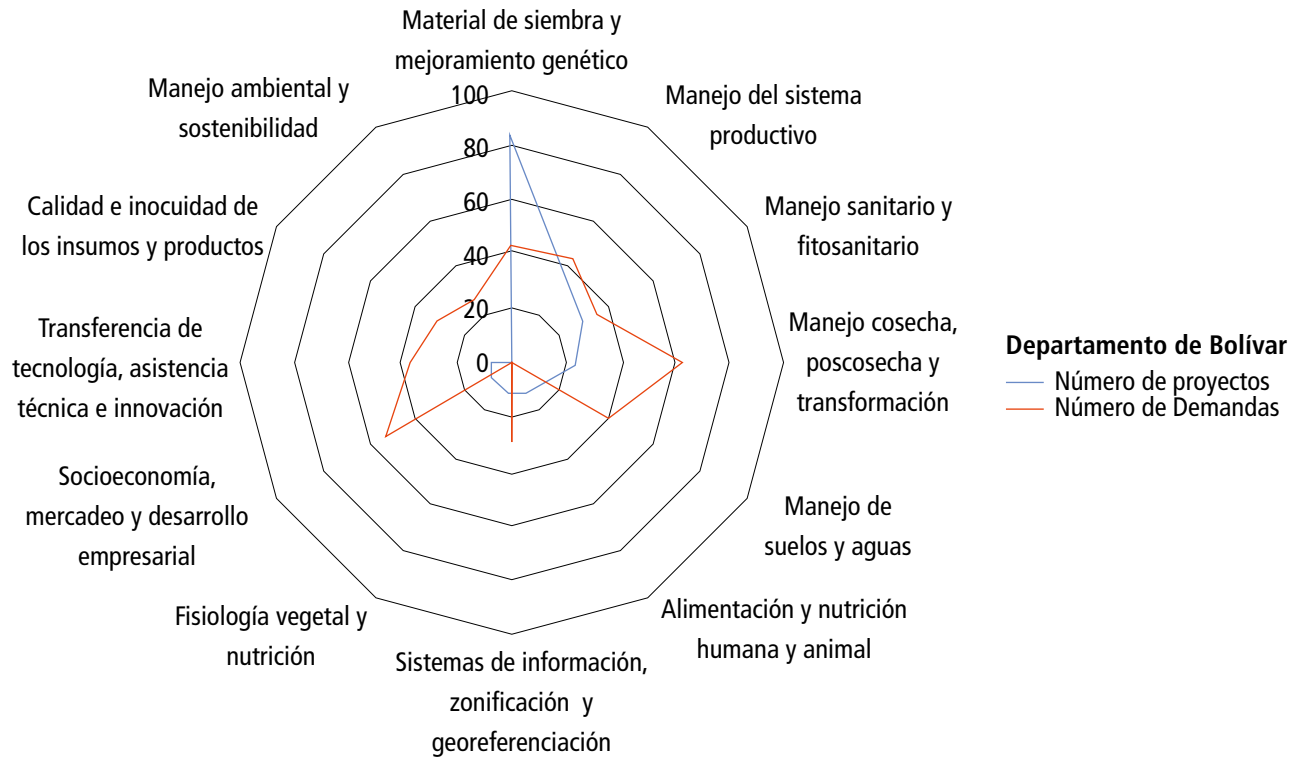 Material de siembra y
mejoramiento genético
Manejo del sistema
productivo
Manejo sanitario y
fitosanitario
Manejo cosecha,
poscosecha y
transformación
Manejo de
suelos y aguas
Alimentación y nutrición
humana y animal
Sistemas de información,
zonificación y
georeferenciación
Fisiología vegetal y
nutrición
Socioeconomía,
mercadeo y desarrollo
empresarial
Transferencia de
tecnología, asistencia
técnica e innovación
Calidad e inocuidad de
los insumos y productos
Manejo ambiental y
sostenibilidad
100
80
60
40
20
0
Departamento de Bolívar
Número de proyectos
Número de Demandas